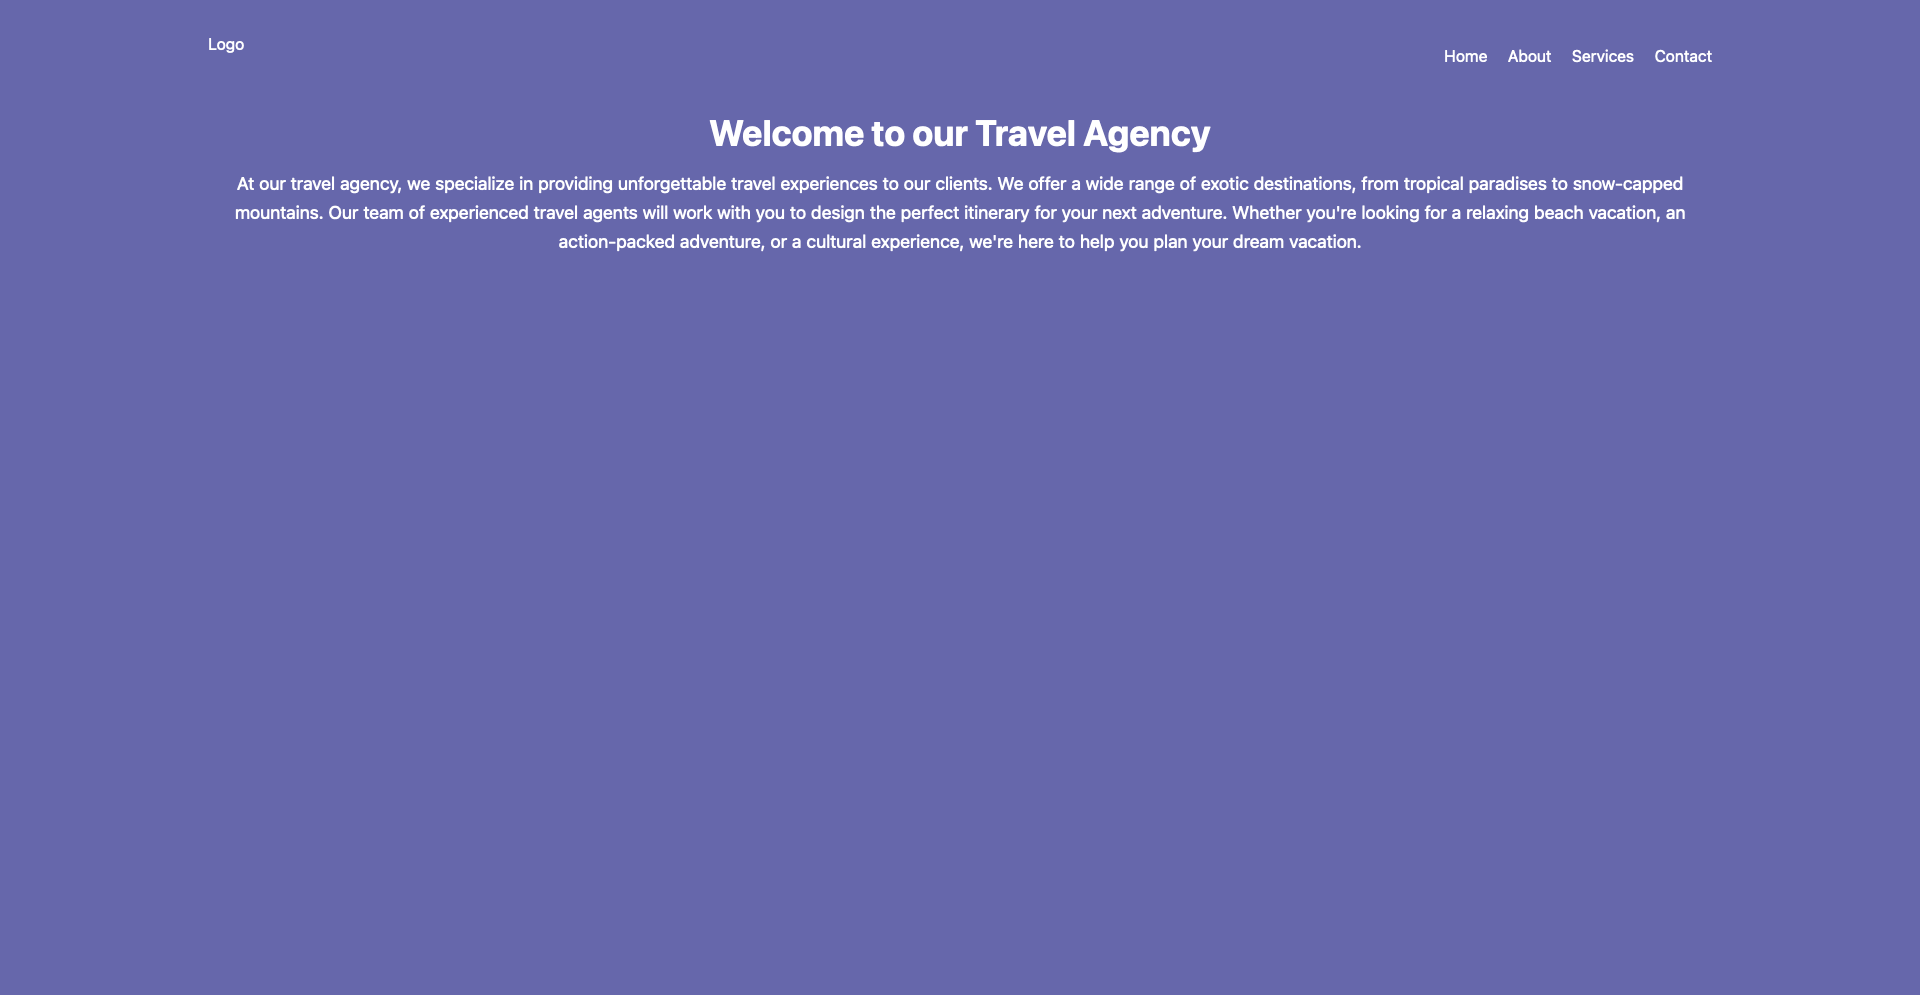 Logo
Home About Services Contact
Welcome to our Travel Agency
At our travel agency, we specialize in providing unforgettable travel experiences to our clients. We offer a wide range of exotic destinations, from tropical paradises to snow-capped
mountains. Our team of experienced travel agents will work with you to design the perfect itinerary for your next adventure. Whether you're looking for a relaxing beach vacation, an
action-packed adventure, or a cultural experience, we're here to help you plan your dream vacation.